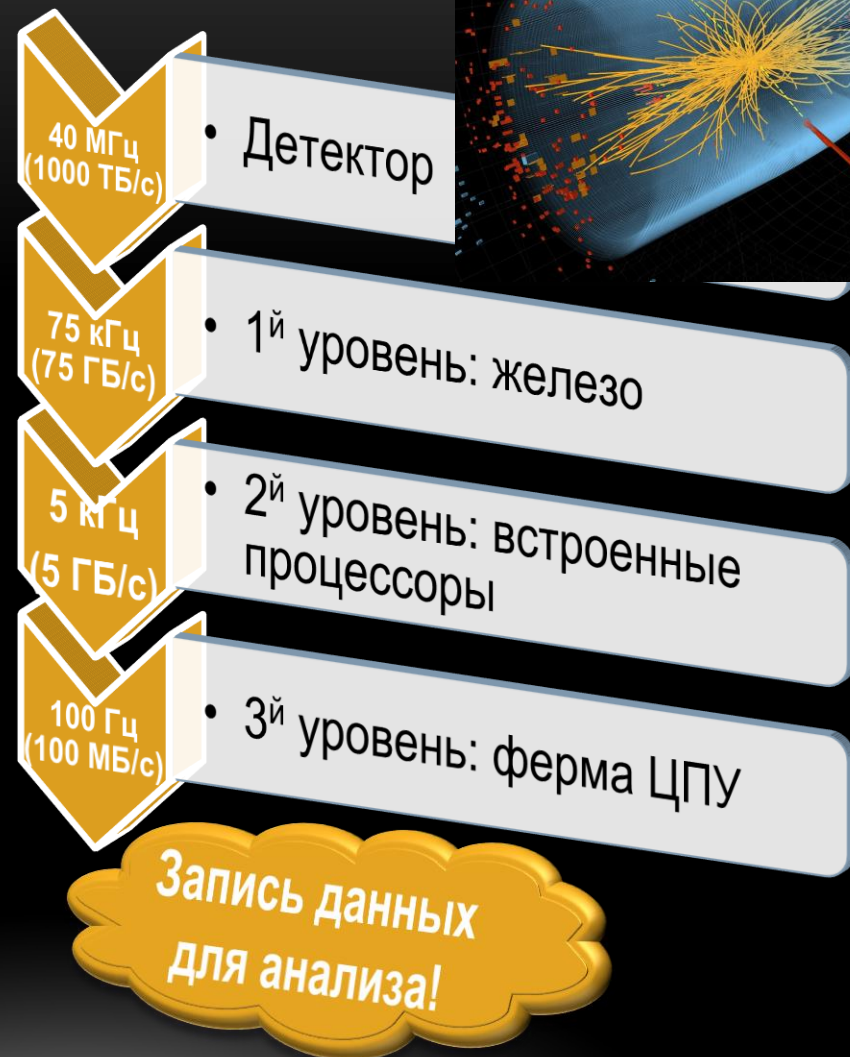 40 МГц
(1000 ТБ/с)
• Детектор
75 кГц
(75 ГБ/с)
• 1й уровень: железо
5 кГц
(5 ГБ/с)
• 2й уровень: встроенные
процессоры
100 Гц
(100 МБ/с)
• 3й уровень: ферма ЦПУ
Запись данных
для анализа!